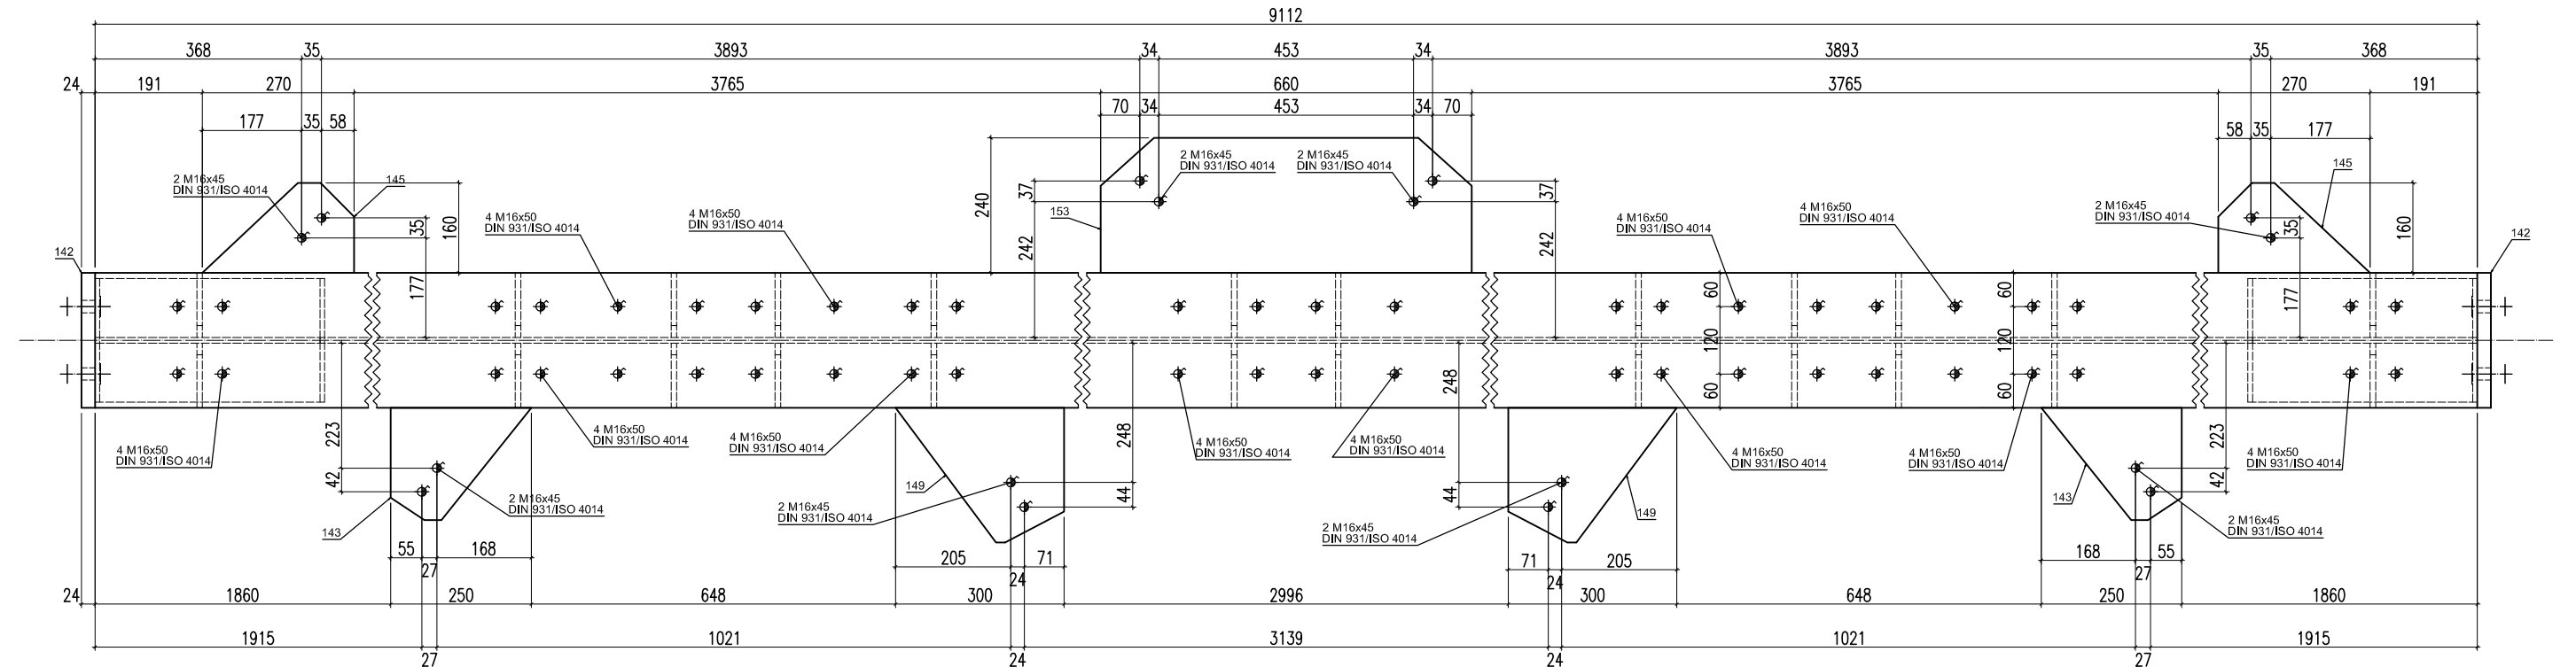 9112
368 35 3893 34 453 34 3893 35 368
24 191 270 3765 660 3765 270 191
70 34 453 34 70
177 35 58
58 35 177
2 M16x45
DIN 931/ISO 4014
145
160
35
177
142
4 M16x50
DIN 931/ISO 4014
4 M16x50
DIN 931/ISO 4014
240
37
242
153
2 M16x45
DIN 931/ISO 4014
2 M16x45
DIN 931/ISO 4014
37
242
4 M16x50
DIN 931/ISO 4014
4 M16x50
DIN 931/ISO 4014
2 M16x45
DIN 931/ISO 4014
145
35
177
160
142
60
120
60
60
120
60
4 M16x50
DIN 931/ISO 4014
223
42
143
4 M16x50
DIN 931/ISO 4014
2 M16x45
DIN 931/ISO 4014
4 M16x50
DIN 931/ISO 4014
149
2 M16x45
DIN 931/ISO 4014
248
44
4 M16x50
DIN 931/ISO 4014
4 M16x50
DIN 931/ISO 4014
248
44
2 M16x45
DIN 931/ISO 4014
149
4 M16x50
DIN 931/ISO 4014
4 M16x50
DIN 931/ISO 4014
143
223
42
4 M16x50
DIN 931/ISO 4014
2 M16x45
DIN 931/ISO 4014
55 27 168
205 24 71
71 24 205
168 27 55
24 1860 250 648 300 2996 300 648 250 1860
1915 27 1021 24 3139 24 1021 27 1915